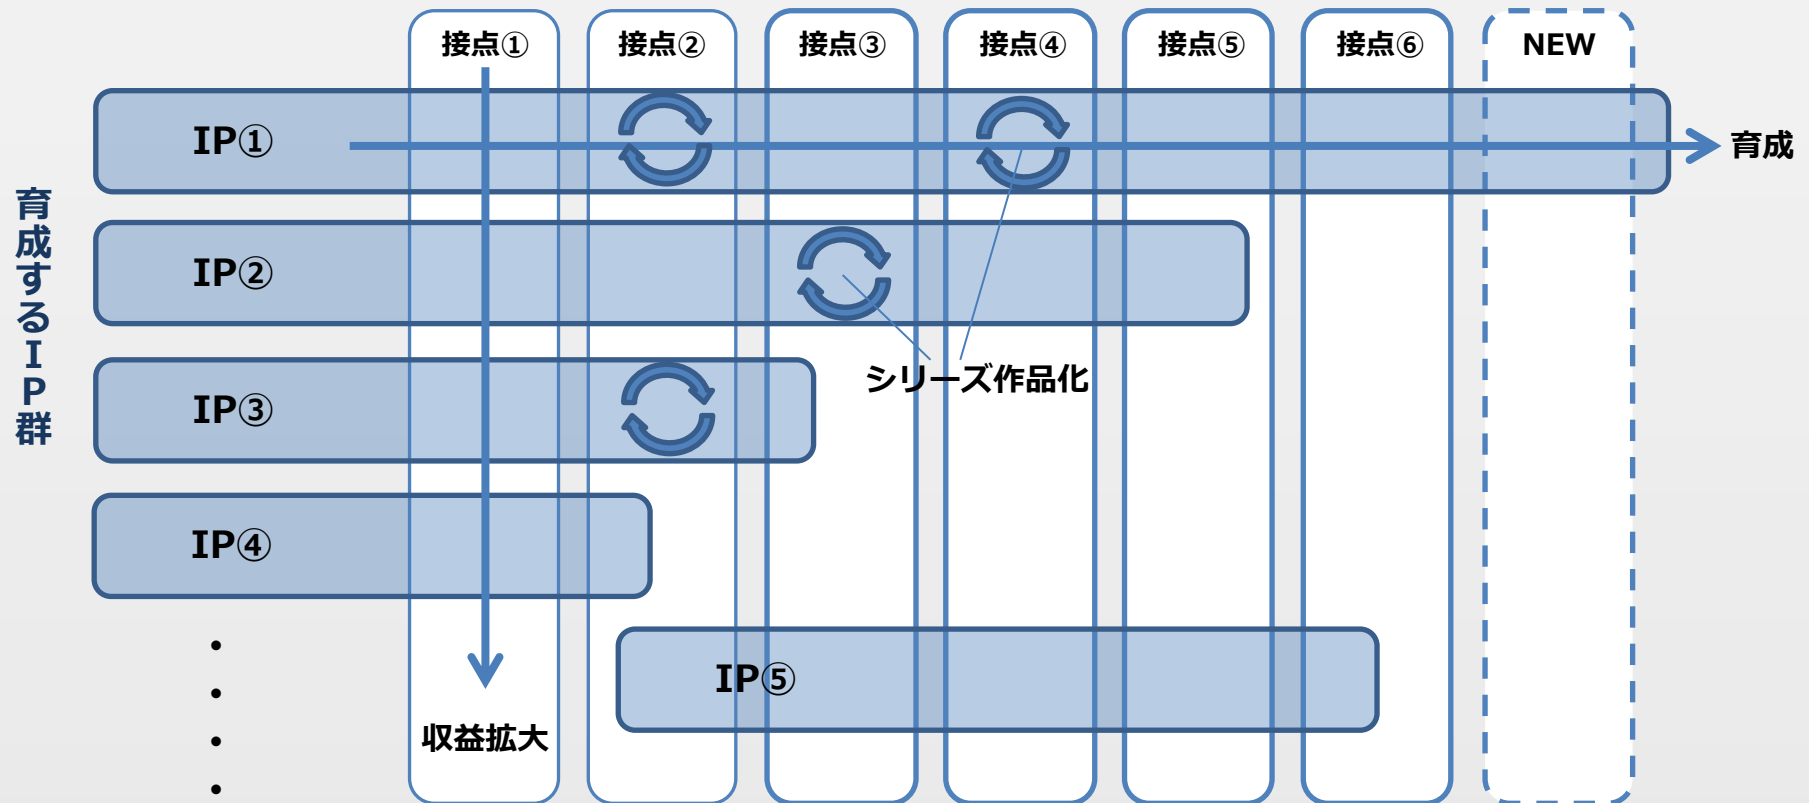 接点①
接点②
接点③
接点④
接点⑤
接点⑥
NEW
育成するIP群
IP①
育成
IP②
シリーズ作品化
IP③
IP④
IP⑤
収益拡大